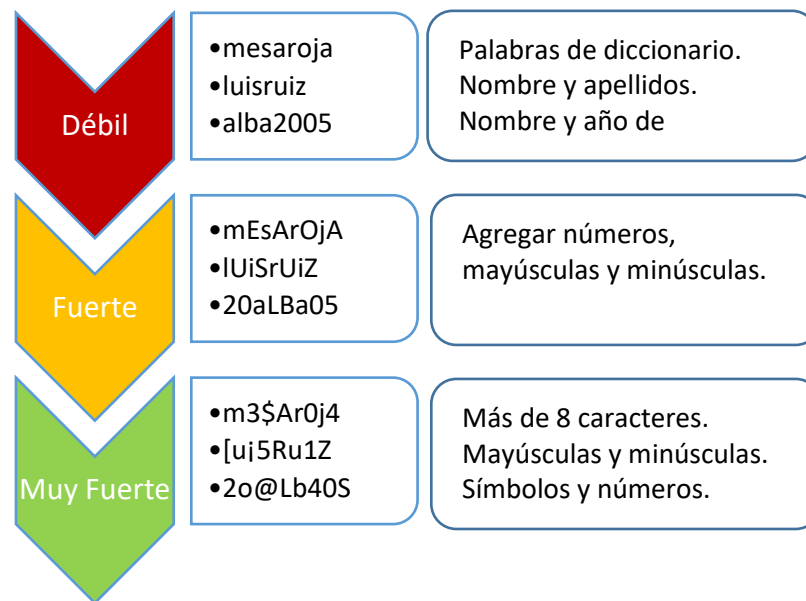 Débil
•mesaroja
•luisruiz
•alba2005
Palabras de diccionario.
Nombre y apellidos.
Nombre y año de
Fuerte
•mEsArOjA
•lUiSrUiZ
•20aLBa05
Agregar números,
mayúsculas y minúsculas.
Muy Fuerte
•m3$Ar0j4
•[u¡5Ru1Z
•2o@Lb40S
Más de 8 caracteres.
Mayúsculas y minúsculas.
Símbolos y números.